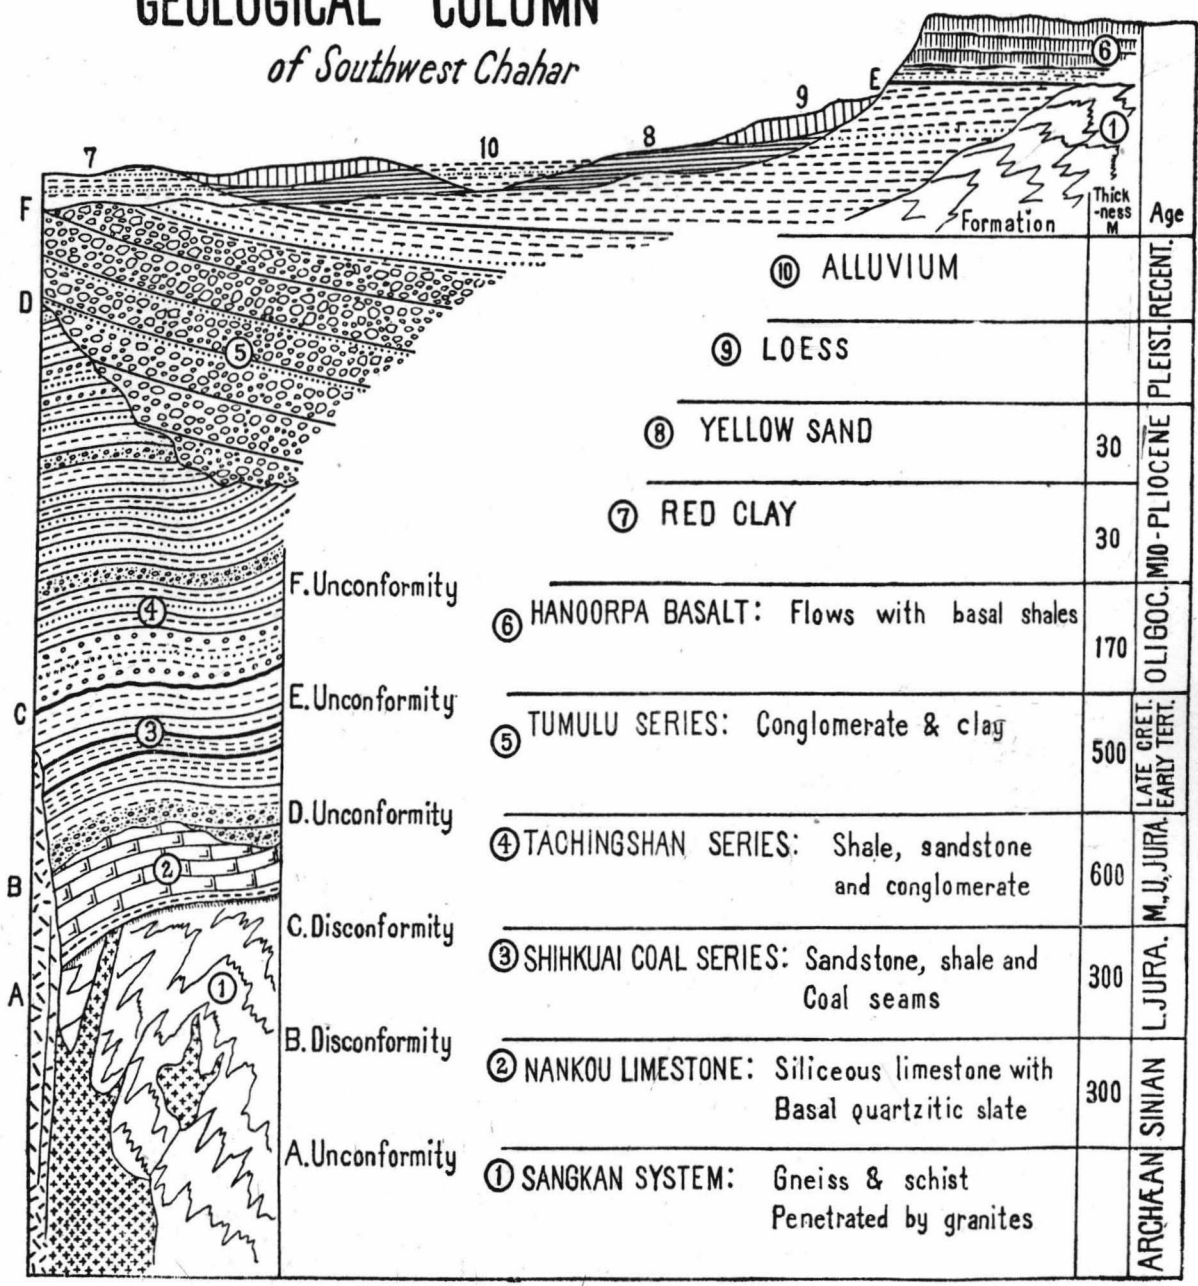 GEOLOGICAL COLUMN
of Southwest Chahar
6
E
9
1
8
10
7
F
Formation
Thick
-ness
M
Age
⑩ ALLUVIUM
RECENT.
D
⑨ LOESS
PLEIST.
5
⑧ YELLOW SAND
30
MIO-PLIOCENE
⑦ RED CLAY
30
F.Unconformity
4
⑥ HANOORPA BASALT: Flows with basal shales
170
OLIGOC.
E.Unconformity
C
3
⑤ TUMULU SERIES: Conglomerate & clay
500
LATE CRET.
EARLY TERT.
D.Unconformity
④ TACHINGSHAN SERIES: Shale, sandstone
and conglomerate
600
M.,U,JURA.
2
B
C.Disconformity
③ SHIHKUAI COAL SERIES: Sandstone, shale and
Coal seams
300
L.JURA.
1
A
B.Disconformity
② NANKOU LIMESTONE: Siliceous limestone with
Basal quartzitic slate
300
SINIAN
A.Unconformity
① SANGKAN SYSTEM: Gneiss & schist
Penetrated by granites
ARCHÆAN